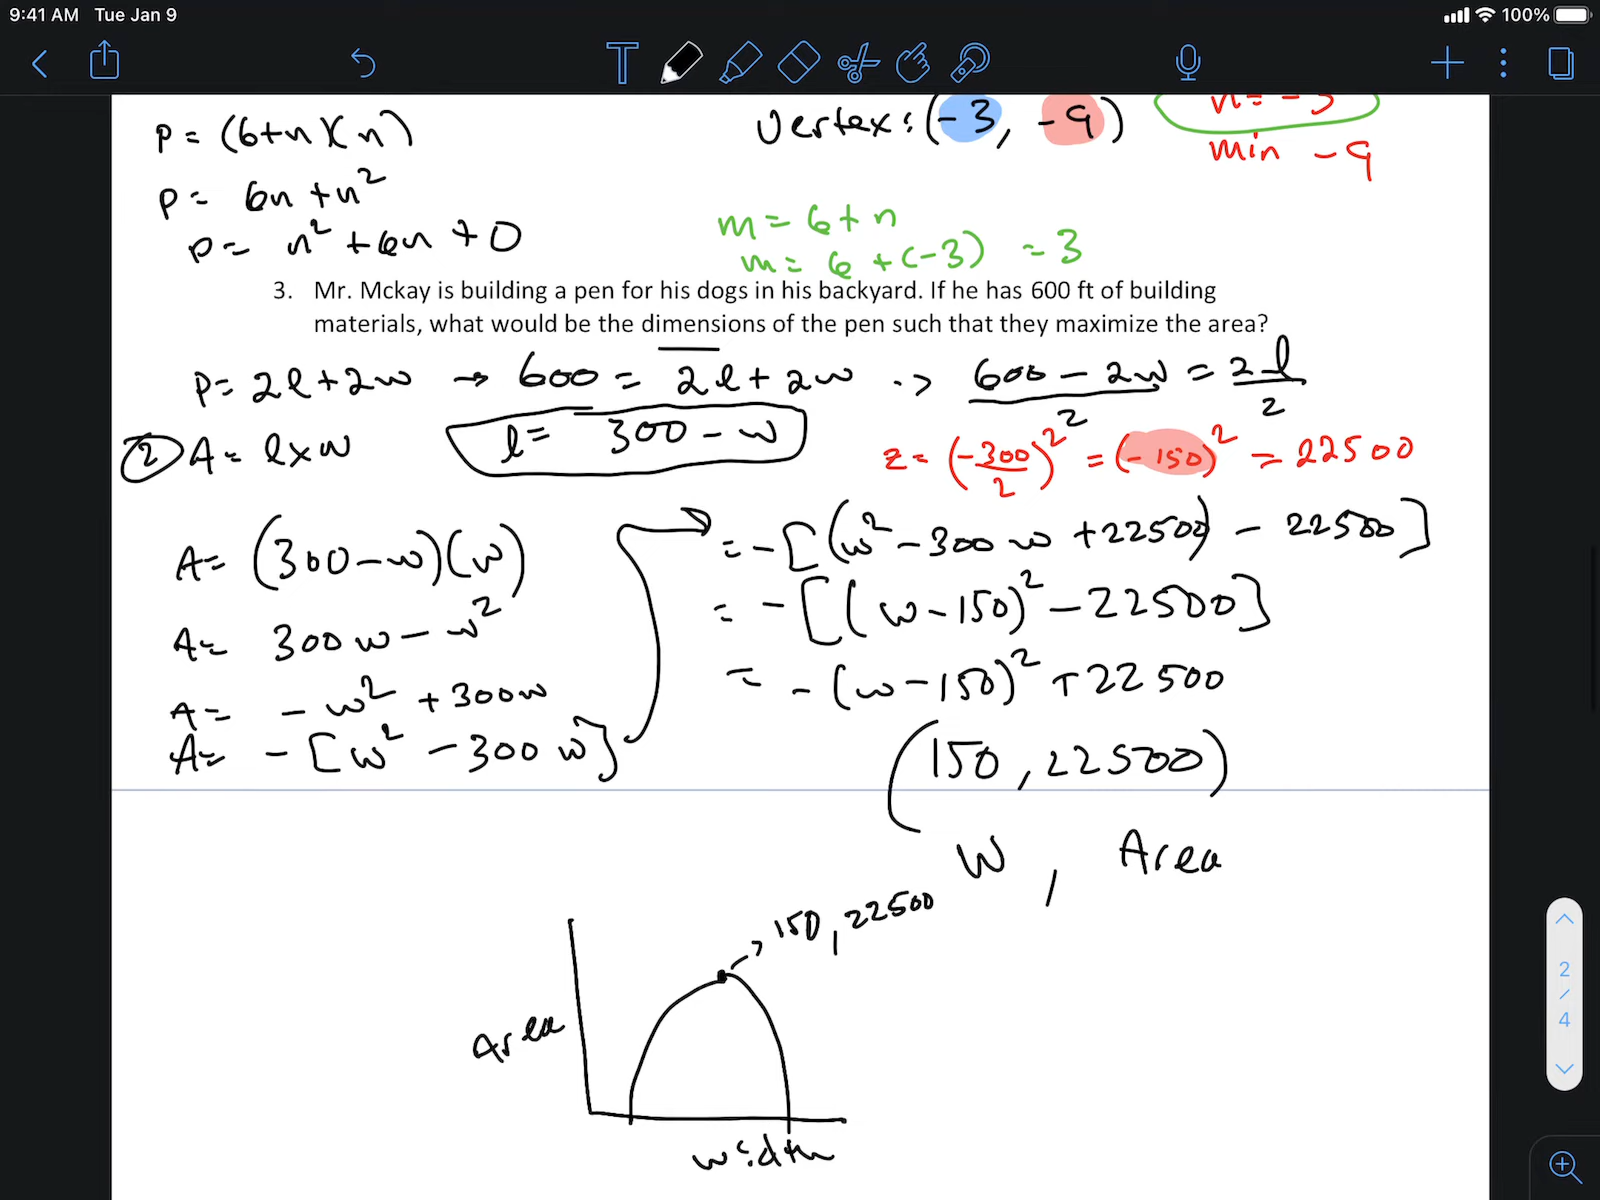 9:41 AM Tue Jan 9
100%
P = (6+n)(n)
Vertex: (-3, -9)
n = -3
min -9
P = 6n + n²
P = n² + 6n + 0
m = 6 + n
m = 6 + (-3) = 3
3. Mr. Mckay is building a pen for his dogs in his backyard. If he has 600 ft of building
materials, what would be the dimensions of the pen such that they maximize the area?
P = 2l + 2w → 600 = 2l + 2w -> 600 - 2w = 2l
2 2
l = 300 - w
② A = l x w
z = (-300/2)² = (-150)² = 22500
A = (300-w)(w)
= -[(w² - 300w + 22500) - 22500]
A = 300w - w²
= -[(w-150)² - 22500]
A = -w² + 300w
= -(w-150)² + 22500
A = -[w² - 300w]
(150, 22500)
W, Area
150, 22500
Area
width
2
/
4